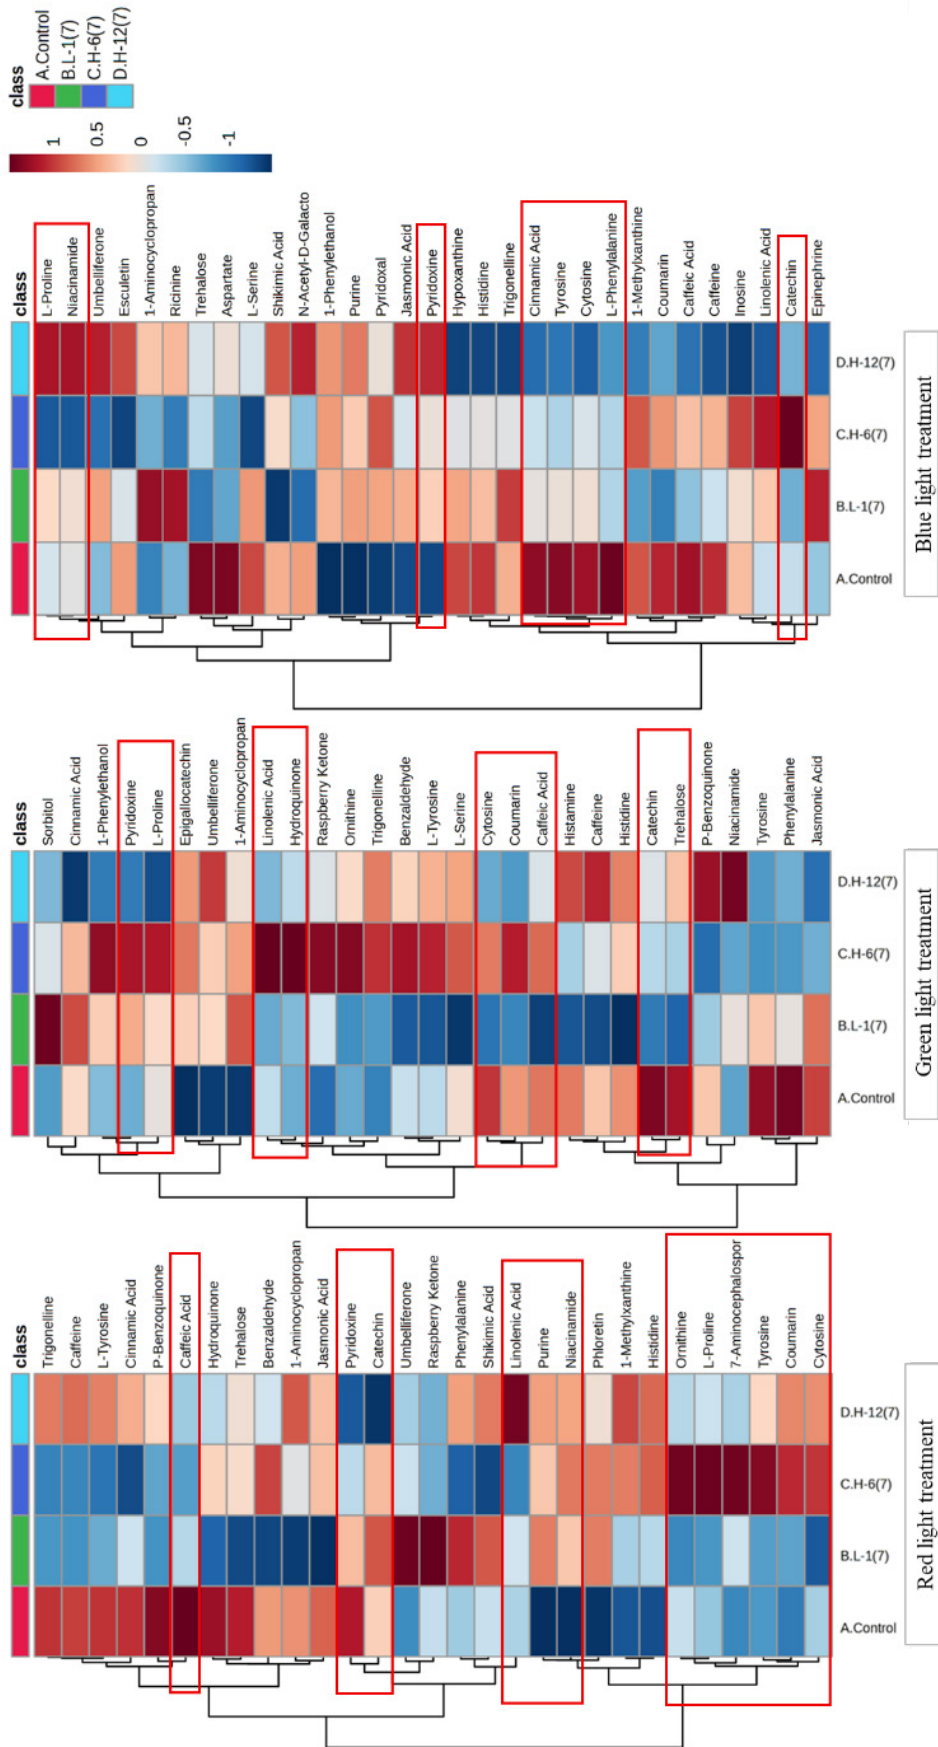 class
A.Control
B.L-1(7)
C.H-6(7)
D.H-12(7)
1
0.5
0
-0.5
-1
class
L-Proline
Niacinamide
Umbelliferone
Esculetin
1-Aminocyclopropan
Ricinine
Trehalose
Aspartate
L-Serine
Shikimic Acid
N-Acetyl-D-Galacto
1-Phenylethanol
Purine
Pyridoxal
Jasmonic Acid
Pyridoxine
Hypoxanthine
Histidine
Trigonelline
Cinnamic Acid
Tyrosine
Cytosine
L-Phenylalanine
1-Methylxanthine
Coumarin
Caffeic Acid
Caffeine
Inosine
Linolenic Acid
Catechin
Epinephrine
D.H-12(7)
C.H-6(7)
B.L-1(7)
A.Control
Blue light treatment
class
Sorbitol
Cinnamic Acid
1-Phenylethanol
Pyridoxine
L-Proline
Epigallocatechin
Umbelliferone
1-Aminocyclopropan
Linolenic Acid
Hydroquinone
Raspberry Ketone
Ornithine
Trigonelline
Benzaldehyde
L-Tyrosine
L-Serine
Cytosine
Coumarin
Caffeic Acid
Histamine
Caffeine
Histidine
Catechin
Trehalose
P-Benzoquinone
Niacinamide
Tyrosine
Phenylalanine
Jasmonic Acid
D.H-12(7)
C.H-6(7)
B.L-1(7)
A.Control
Green light treatment
class
Trigonelline
Caffeine
L-Tyrosine
Cinnamic Acid
P-Benzoquinone
Caffeic Acid
Hydroquinone
Trehalose
Benzaldehyde
1-Aminocyclopropan
Jasmonic Acid
Pyridoxine
Catechin
Umbelliferone
Raspberry Ketone
Phenylalanine
Shikimic Acid
Linolenic Acid
Purine
Niacinamide
Phloretin
1-Methylxanthine
Histidine
Ornithine
L-Proline
7-Aminocephalospor
Tyrosine
Coumarin
Cytosine
D.H-12(7)
C.H-6(7)
B.L-1(7)
A.Control
Red light treatment